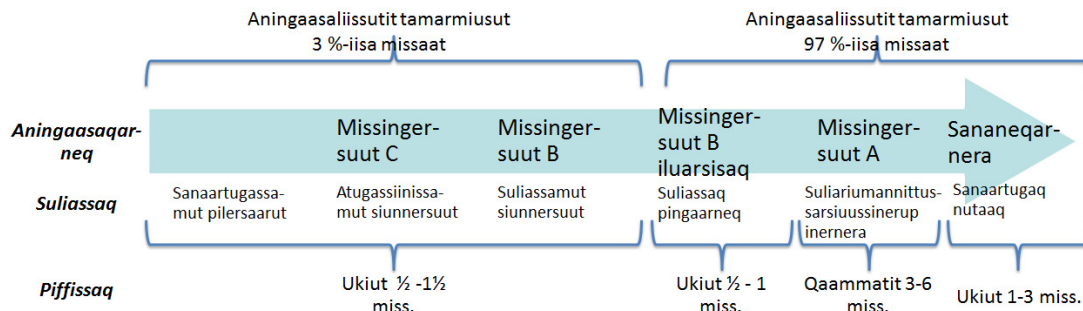 Aningaasaliissutit tamarmiusut
3 %-iisa missaat
Aningaasaliissutit tamarmiusut
97 %-iisa missaat
Aningaasaqar-
neq
Missinger-
suut C
Missinger-
suut B
Missinger-
suut B
iluarsisaq
Missinger-
suut A
Sananeqar-
nera
Suliassaq
Sanaartugassa-
mut pilersaarut
Atugassiinissa-
mut siunnersuut
Suliassamut
siunnersuut
Suliassaq
pingaarneq
Suliariumannittus-
sarsiuussinerup
inernera
Sanaartugaq
nutaaq
Piffissaq
Ukiut ½ -1½
miss.
Ukiut ½ - 1
miss.
Qaammatit 3-6
miss.
Ukiut 1-3 miss.